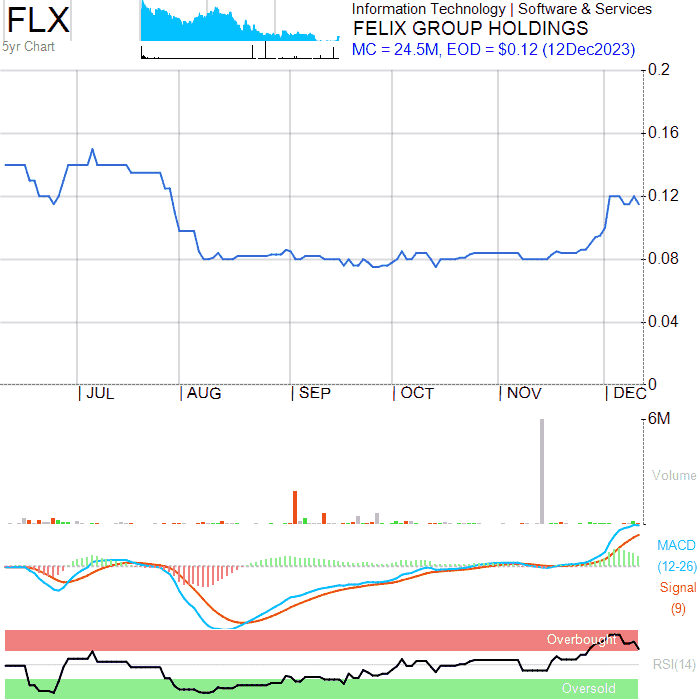 FLX
5yr Chart
Information Technology | Software & Services
FELIX GROUP HOLDINGS
MC = 24.5M, EOD = $0.12 (12Dec2023)
0.2
0.16
0.12
0.08
0.04
0
| JUL | AUG | SEP | OCT | NOV | DEC
6M
Volume
MACD
(12-26)
Signal
(9)
Overbought
RSI(14)
Oversold